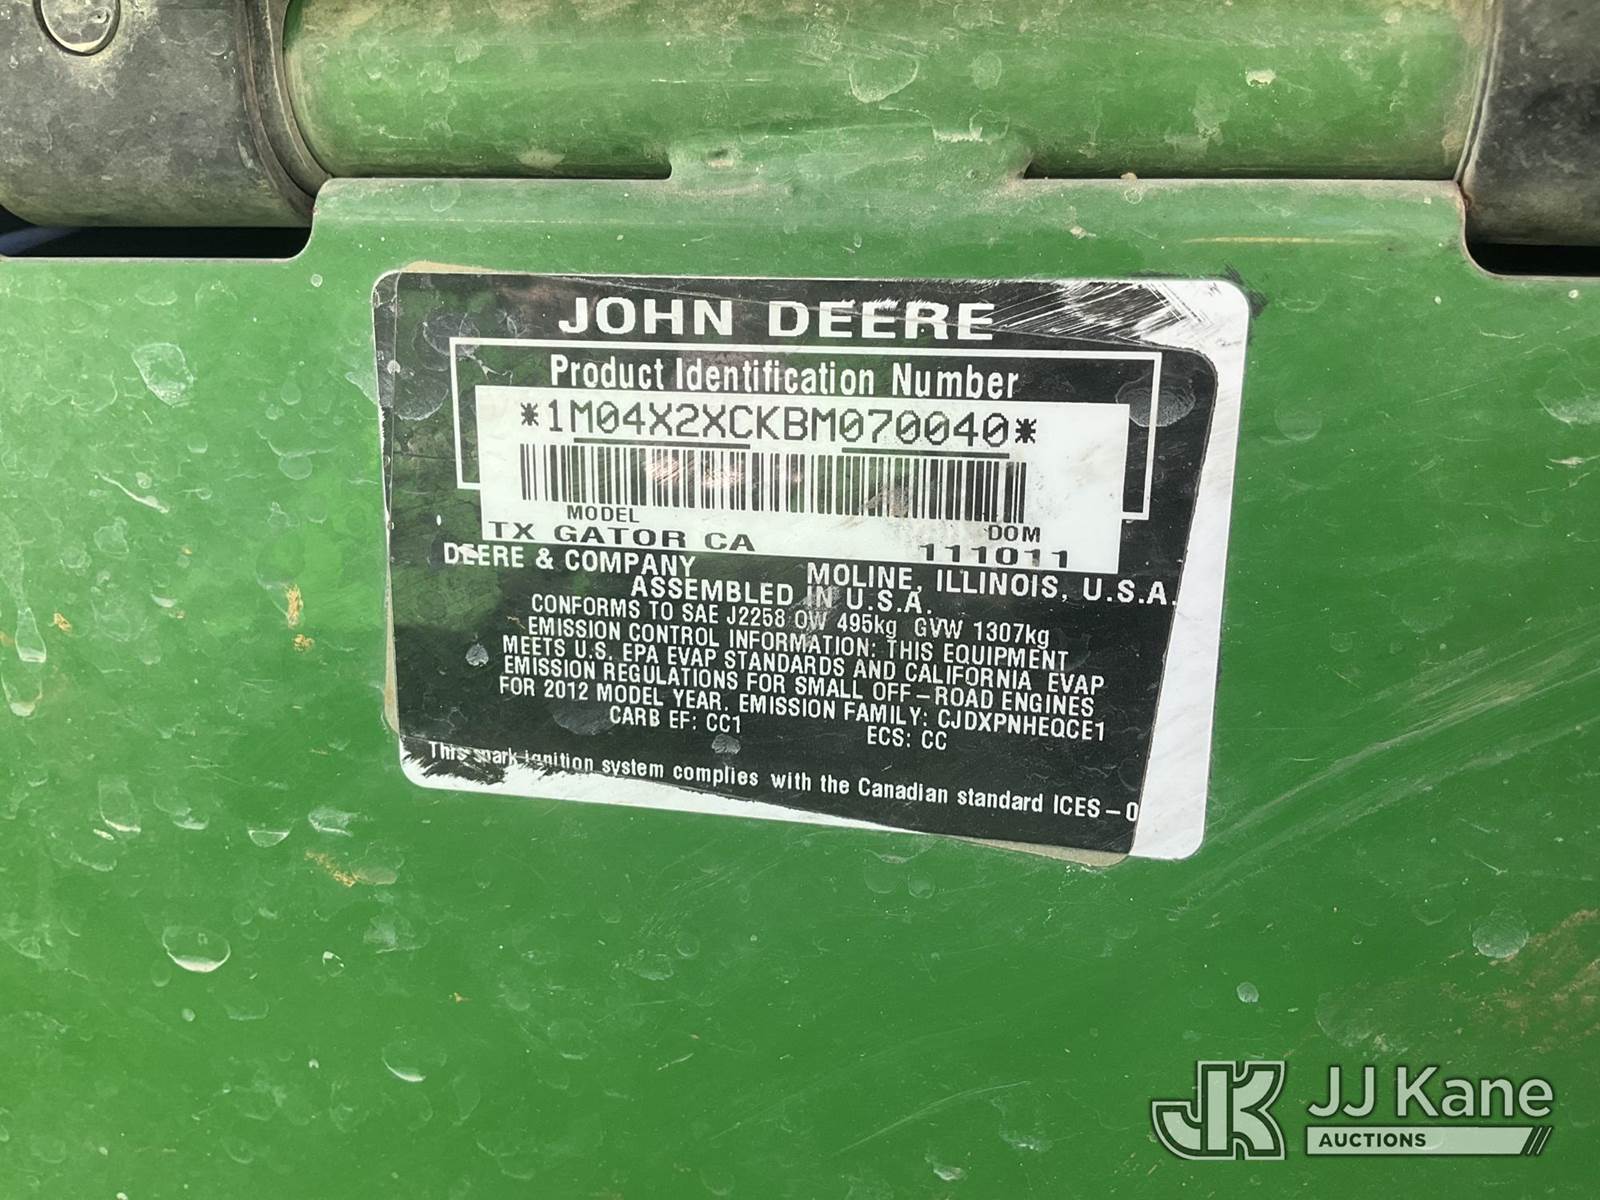 JOHN DEERE
Product Identification Number
*1M04X2XCKBM070040*
MODEL DOM
TX GATOR CA 111011
DEERE & COMPANY MOLINE, ILLINOIS, U.S.A.
ASSEMBLED IN U.S.A.
CONFORMS TO SAE J2258 OW 495kg GVW 1307kg
EMISSION CONTROL INFORMATION: THIS EQUIPMENT
MEETS U.S. EPA EVAP STANDARDS AND CALIFORNIA EVAP
EMISSION REGULATIONS FOR SMALL OFF-ROAD ENGINES
FOR 2012 MODEL YEAR. EMISSION FAMILY: CJDXPNHEQCE1
CARB EF: CC1 ECS: CC
This spark ignition system complies with the Canadian standard ICES-0
JK JJ Kane
AUCTIONS